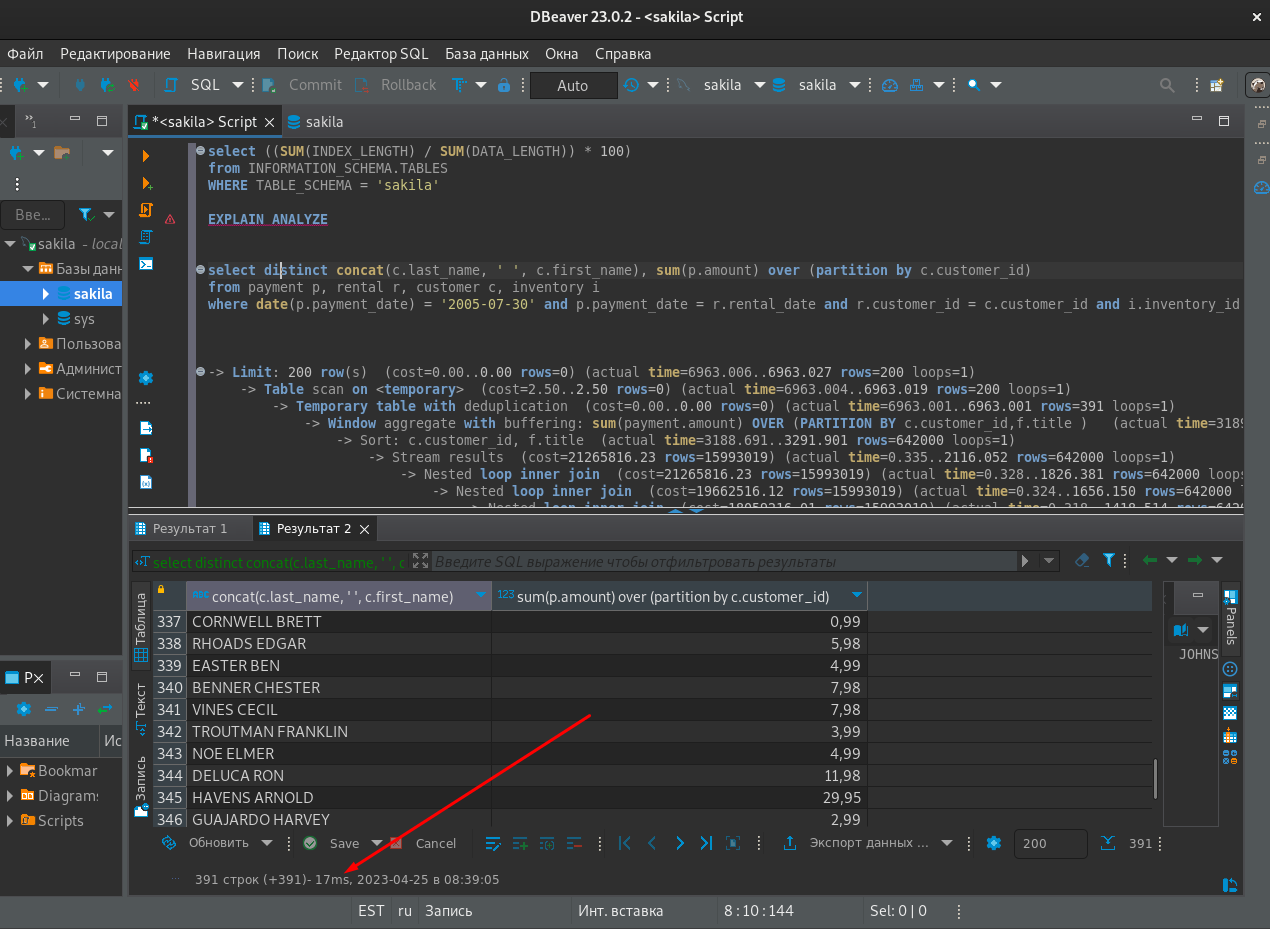 DBeaver 23.0.2 - <sakila> Script
Файл Редактирование Навигация Поиск Редактор SQL База данных Окна Справка
SQL Commit Rollback Auto sakila sakila
*<sakila> Script sakila
select ((SUM(INDEX_LENGTH) / SUM(DATA_LENGTH)) * 100)
from INFORMATION_SCHEMA.TABLES
WHERE TABLE_SCHEMA = 'sakila'
EXPLAIN ANALYZE
select distinct concat(c.last_name, ' ', c.first_name), sum(p.amount) over (partition by c.customer_id)
from payment p, rental r, customer c, inventory i
where date(p.payment_date) = '2005-07-30' and p.payment_date = r.rental_date and r.customer_id = c.customer_id and i.inventory_id
-> Limit: 200 row(s) (cost=0.00..0.00 rows=0) (actual time=6963.006..6963.027 rows=200 loops=1)
-> Table scan on <temporary> (cost=2.50..2.50 rows=0) (actual time=6963.004..6963.019 rows=200 loops=1)
-> Temporary table with deduplication (cost=0.00..0.00 rows=0) (actual time=6963.001..6963.001 rows=391 loops=1)
-> Window aggregate with buffering: sum(payment.amount) OVER (PARTITION BY c.customer_id,f.title ) (actual time=3189
-> Sort: c.customer_id, f.title (actual time=3188.691..3291.901 rows=642000 loops=1)
-> Stream results (cost=21265816.23 rows=15993019) (actual time=0.335..2116.052 rows=642000 loops=1)
-> Nested loop inner join (cost=21265816.23 rows=15993019) (actual time=0.328..1826.381 rows=642000 loops
-> Nested loop inner join (cost=19662516.12 rows=15993019) (actual time=0.324..1656.150 rows=642000
Вве...
sakila - local
Базы данн
sakila
sys
Пользова
Админист
Системна
Результат 1 Результат 2
select distinct concat(c.last_name, ' ', c Введите SQL выражение чтобы отфильтровать результаты
Таблица
Текст
Запись
concat(c.last_name, ' ', c.first_name) 123 sum(p.amount) over (partition by c.customer_id)
337 CORNWELL BRETT 0,99
338 RHOADS EDGAR 5,98
339 EASTER BEN 4,99
340 BENNER CHESTER 7,98
341 VINES CECIL 7,98
342 TROUTMAN FRANKLIN 3,99
343 NOE ELMER 4,99
344 DELUCA RON 11,98
345 HAVENS ARNOLD 29,95
346 GUAJARDO HARVEY 2,99
Panels
JOHNS
Название Ис
Bookmar
Diagrams
Scripts
Обновить Save Cancel Экспорт данных ... 200 391
391 строк (+391)- 17ms, 2023-04-25 в 08:39:05
EST ru Запись Инт. вставка 8 : 10 : 144 Sel: 0 | 0